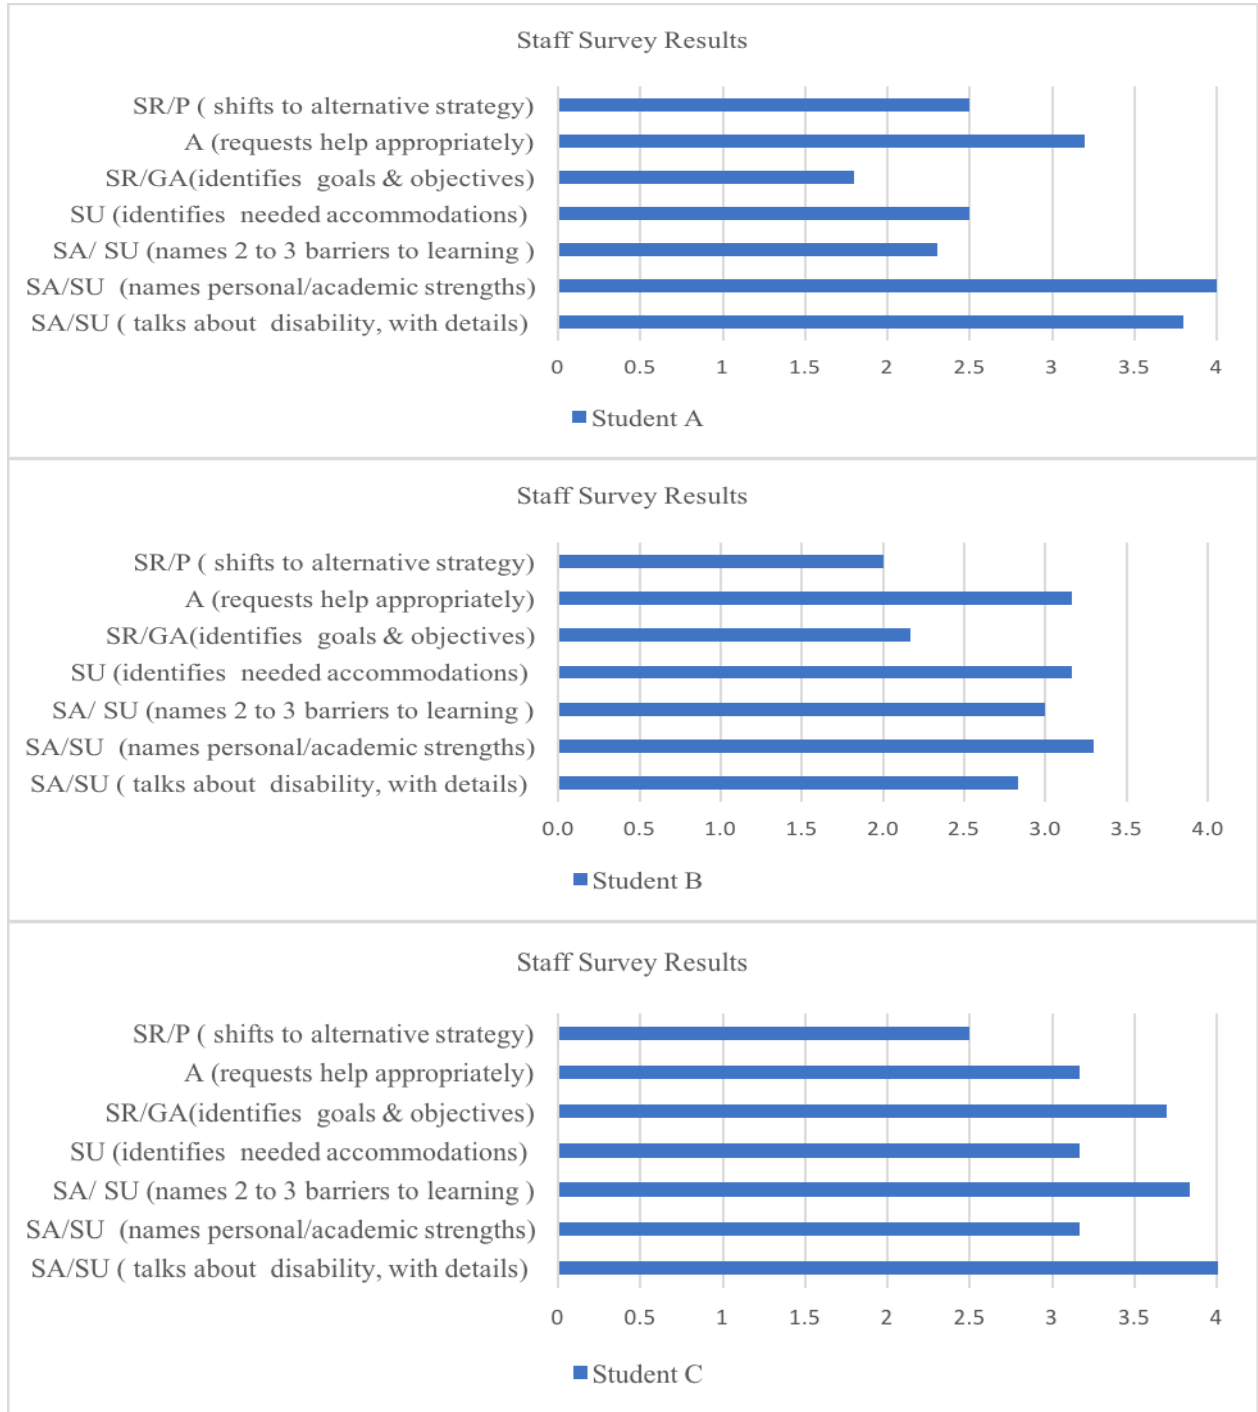 Staff Survey Results
SR/P ( shifts to alternative strategy)
A (requests help appropriately)
SR/GA(identifies  goals & objectives)
SU (identifies  needed accommodations)
SA/ SU (names 2 to 3 barriers to learning )
SA/SU  (names personal/academic strengths)
SA/SU ( talks about  disability, with details)
0 0.5 1 1.5 2 2.5 3 3.5 4
Student A
Staff Survey Results
SR/P ( shifts to alternative strategy)
A (requests help appropriately)
SR/GA(identifies  goals & objectives)
SU (identifies  needed accommodations)
SA/ SU (names 2 to 3 barriers to learning )
SA/SU  (names personal/academic strengths)
SA/SU ( talks about  disability, with details)
0.0 0.5 1.0 1.5 2.0 2.5 3.0 3.5 4.0
Student B
Staff Survey Results
SR/P ( shifts to alternative strategy)
A (requests help appropriately)
SR/GA(identifies  goals & objectives)
SU (identifies  needed accommodations)
SA/ SU (names 2 to 3 barriers to learning )
SA/SU  (names personal/academic strengths)
SA/SU ( talks about  disability, with details)
0 0.5 1 1.5 2 2.5 3 3.5 4
Student C